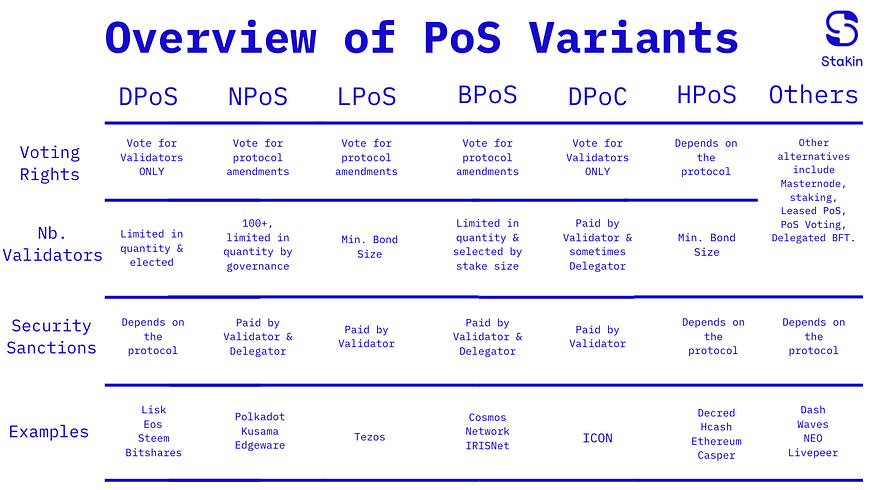 Overview of PoS Variants
Stakin
DPoS NPoS LPoS BPoS DPoC HPoS Others
Voting
Rights
Vote for
Validators
ONLY
Vote for
protocol
amendments
Vote for
protocol
amendments
Vote for
protocol
amendments
Vote for
Validators
ONLY
Depends on
the
protocol
Other
alternatives
include
Masternode,
staking,
Leased PoS,
PoS Voting,
Delegated BFT.
Nb.
Validators
Limited in
quantity &
elected
100+,
limited in
quantity by
governance
Min. Bond
Size
Limited in
quantity &
selected by
stake size
Paid by
Validator &
sometimes
Delegator
Min. Bond
Size
Security
Sanctions
Depends on
the
protocol
Paid by
Validator &
Delegator
Paid by
Validator
Paid by
Validator &
Delegator
Paid by
Validator
Depends on
the
protocol
Depends on
the
protocol
Examples
Lisk
Eos
Steem
Bitshares
Polkadot
Kusama
Edgeware
Tezos
Cosmos
Network
IRISNet
ICON
Decred
Hcash
Ethereum
Casper
Dash
Waves
NEO
Livepeer